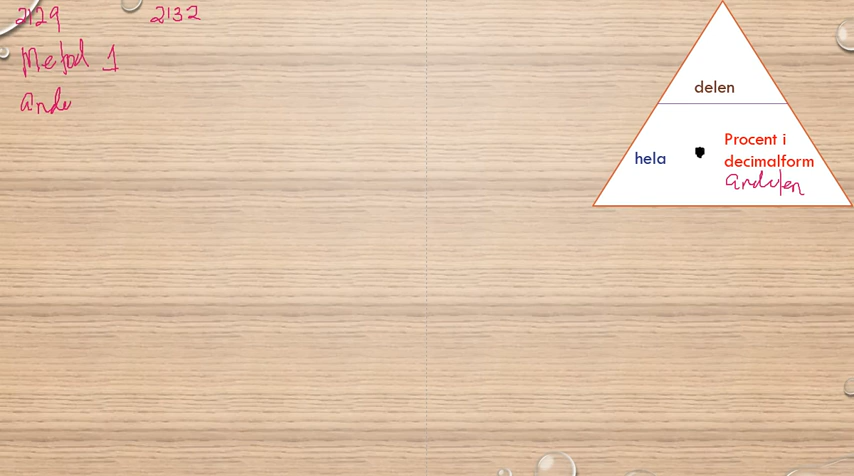 2129 2132
Metod 1
ande
delen
hela
Procent i
decimalform
andelen